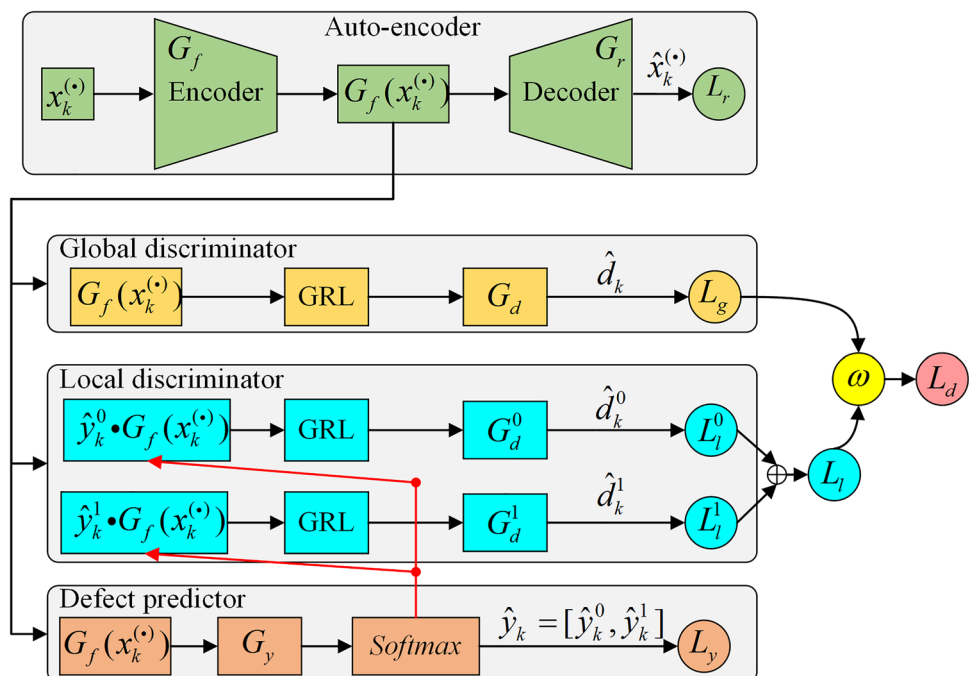 Auto-encoder
x_k^{(•)}
G_f
Encoder
G_f(x_k^{(•)})
G_r
Decoder
x̂_k^{(•)}
L_r
Global discriminator
G_f(x_k^{(•)})
GRL
G_d
d̂_k
L_g
Local discriminator
ŷ_k^0•G_f(x_k^{(•)})
GRL
G_d^0
d̂_k^0
L_l^0
ŷ_k^1•G_f(x_k^{(•)})
GRL
G_d^1
d̂_k^1
L_l^1
⊕
L_l
ω
L_d
Defect predictor
G_f(x_k^{(•)})
G_y
Softmax
ŷ_k = [ŷ_k^0, ŷ_k^1]
L_y